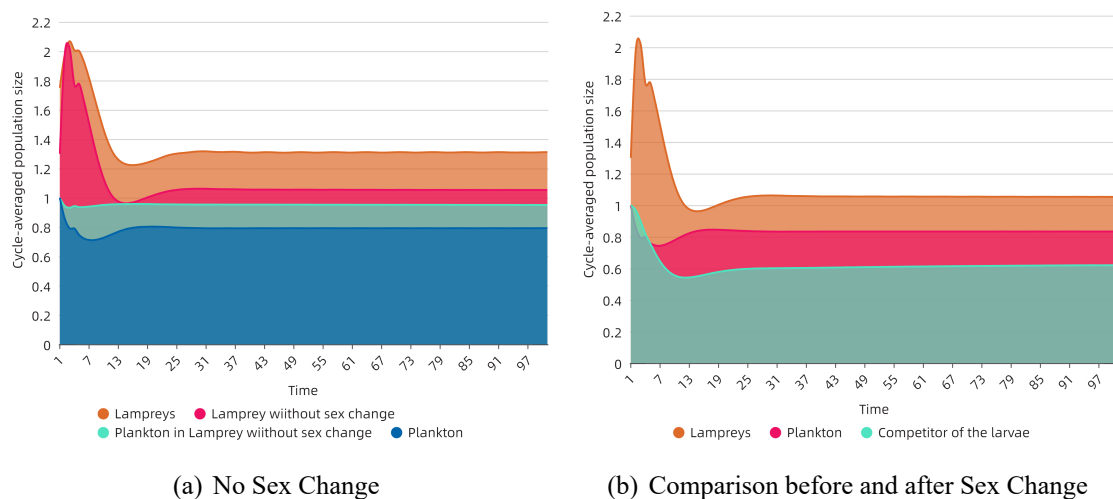 Cycle-averaged population size
2.2
2
1.8
1.6
1.4
1.2
1
0.8
0.6
0.4
0.2
0
1 7 13 19 25 31 37 43 49 55 61 67 73 79 85 91 97
Time
Lampreys Lamprey wiithout sex change
Plankton in Lamprey wiithout sex change Plankton
(a) No Sex Change
Cycle-averaged population size
2.2
2
1.8
1.6
1.4
1.2
1
0.8
0.6
0.4
0.2
0
1 7 13 19 25 31 37 43 49 55 61 67 73 79 85 91 97
Time
Lampreys Plankton Competitor of the larvae
(b) Comparison before and after Sex Change